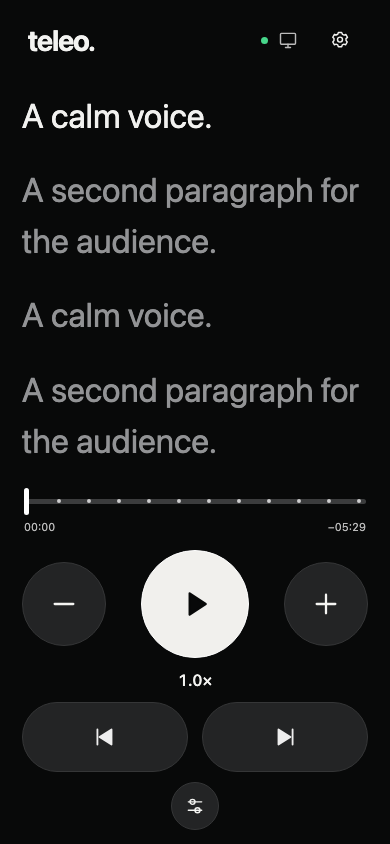 teleo.
A calm voice.
A second paragraph for
the audience.
A calm voice.
A second paragraph for
the audience.
00:00
−05:29
1.0×